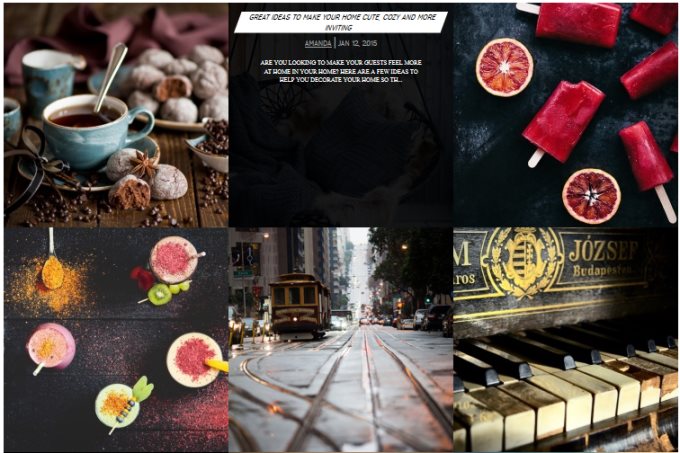 GREAT IDEAS TO MAKE YOUR HOME CUTE, COZY AND MORE
INVITING
AMANDA | JAN 12, 2015
ARE YOU LOOKING TO MAKE YOUR GUESTS FEEL MORE
AT HOME IN YOUR HOME? HERE ARE A FEW IDEAS TO
HELP YOU DECORATE YOUR HOME SO TH...
M JÓZSEF
Budapesten